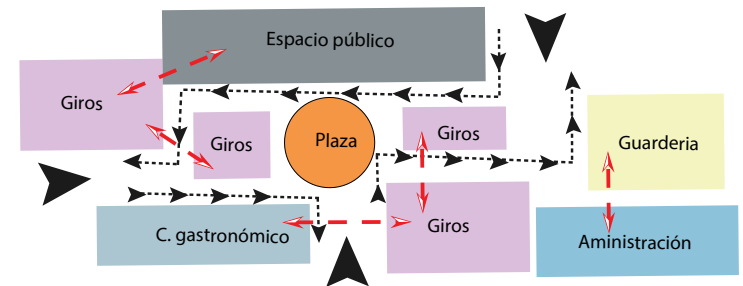 Espacio público
Giros
Giros
Plaza
Giros
Guarderia
C. gastronómico
Giros
Aministración